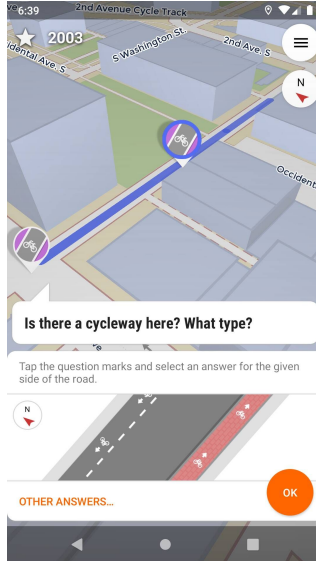 6:39
2nd Avenue Cycle Track
2003
S Washington St.
2nd Ave. S
idental Ave. S
N
Occident
Is there a cycleway here? What type?
Tap the question marks and select an answer for the given
side of the road.
N
OTHER ANSWERS...
OK